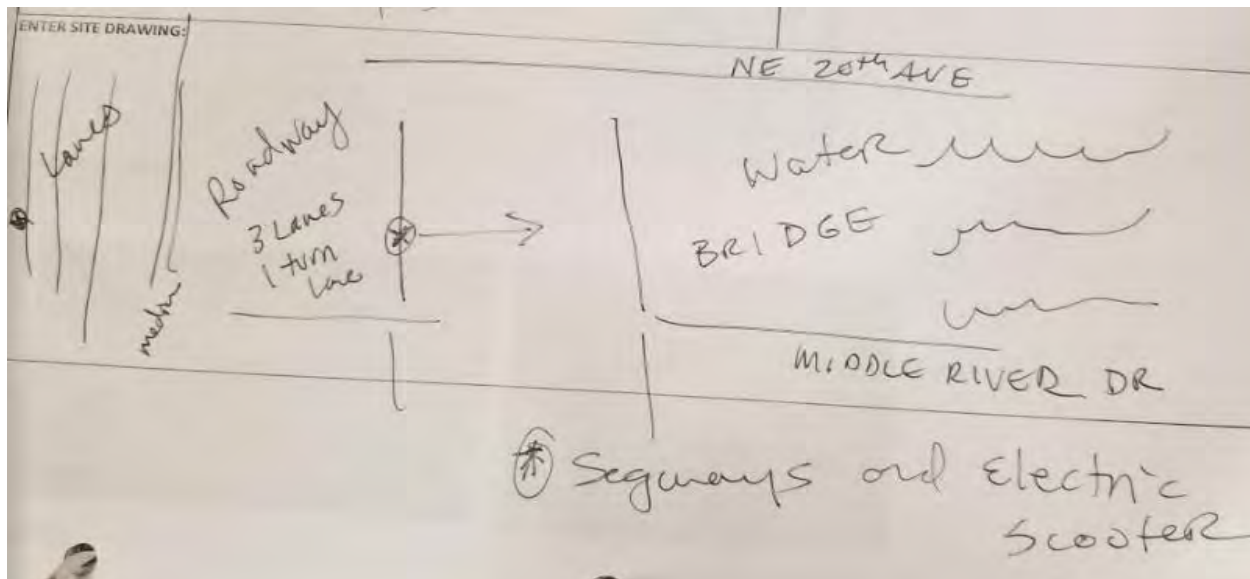 ENTER SITE DRAWING:
NE 20th AVE
Lanes
Roadway
3 Lanes
1 turn
Lane
Water
BRIDGE
median
MIDDLE RIVER DR
* Segways and Electric
Scooter